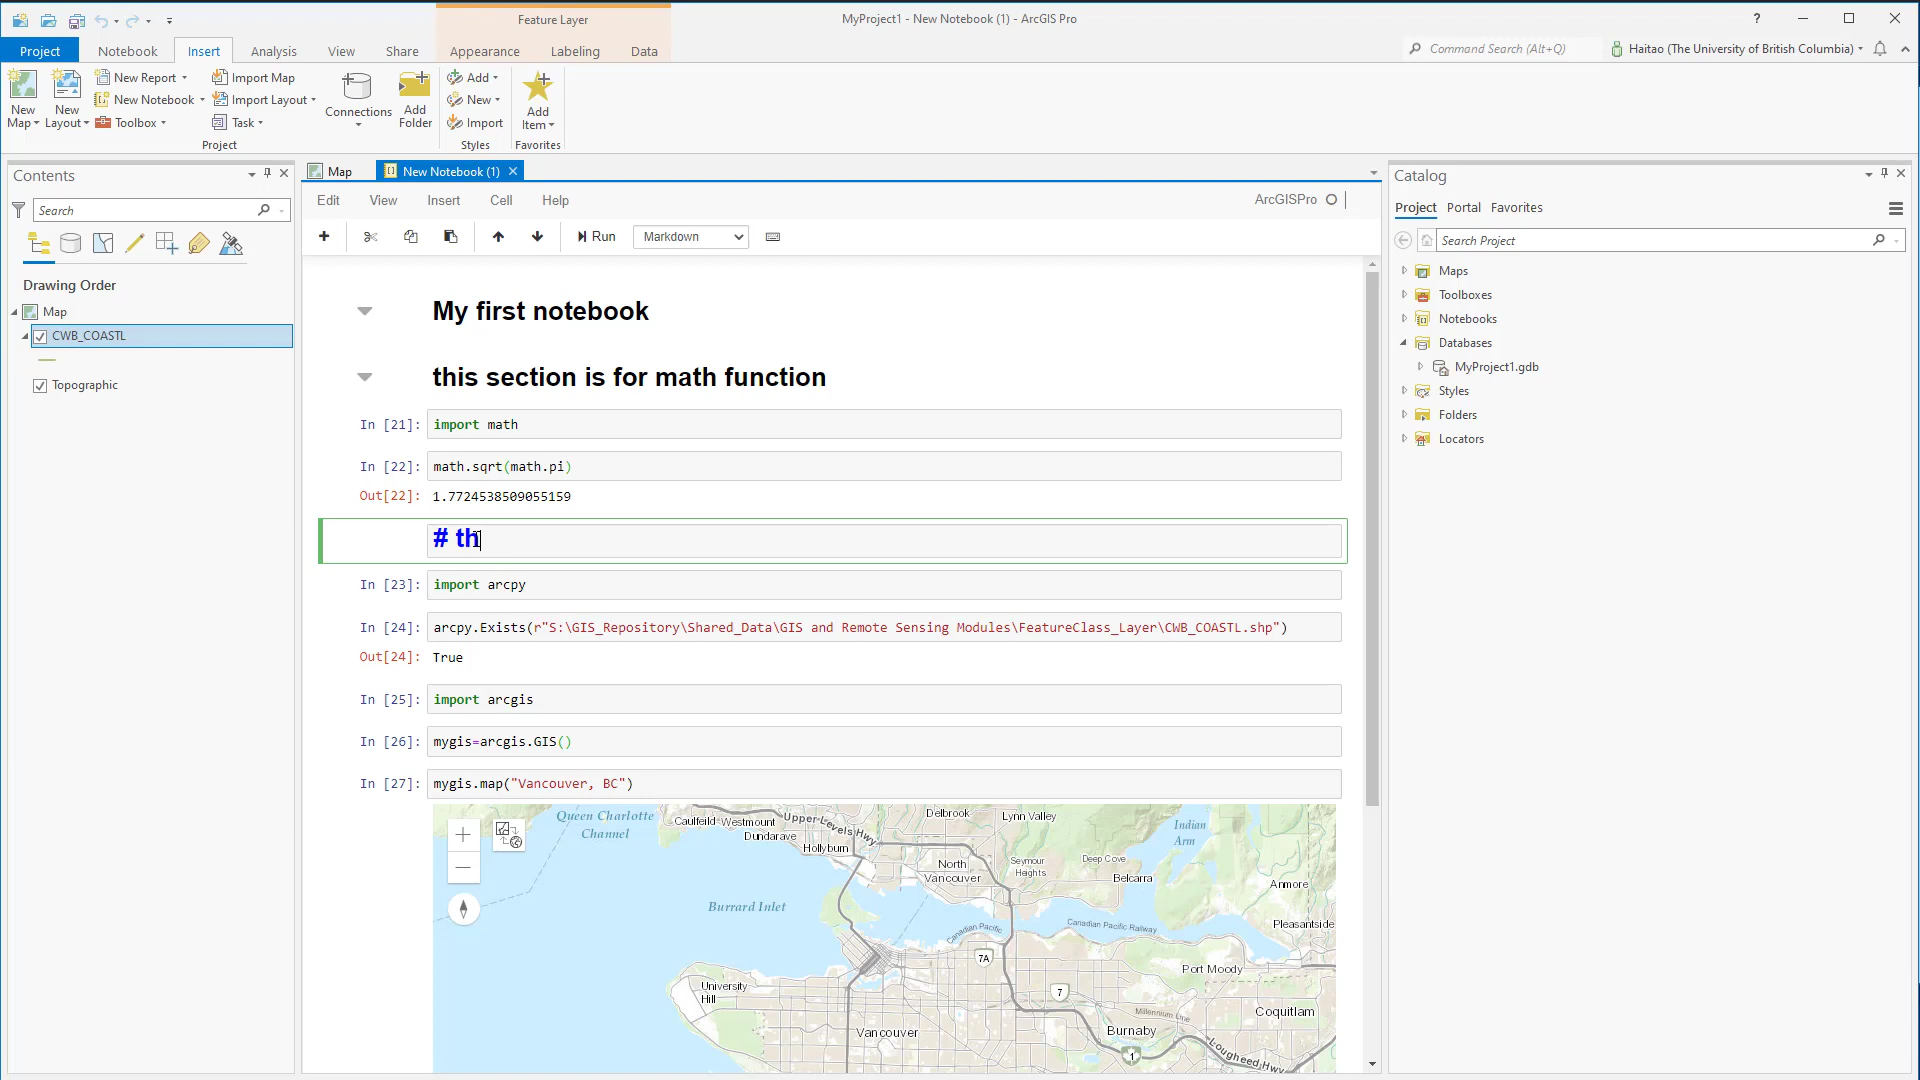 Feature Layer
MyProject1 - New Notebook (1) - ArcGIS Pro
?
Project Notebook Insert Analysis View Share Appearance Labeling Data
Command Search (Alt+Q)
Haitao (The University of British Columbia)
New Map
New Layout
New Report
New Notebook
Toolbox
Import Map
Import Layout
Task
Connections
Add Folder
Project
Add
New
Import
Styles
Add Item
Favorites
Contents
Search
Drawing Order
Map
CWB_COASTL
Topographic
Map New Notebook (1)
Edit View Insert Cell Help
ArcGISPro
Run Markdown
My first notebook
this section is for math function
In [21]: import math
In [22]: math.sqrt(math.pi)
Out[22]: 1.7724538509055159
# th
In [23]: import arcpy
In [24]: arcpy.Exists(r"S:\GIS_Repository\Shared_Data\GIS and Remote Sensing Modules\FeatureClass_Layer\CWB_COASTL.shp")
Out[24]: True
In [25]: import arcgis
In [26]: mygis=arcgis.GIS()
In [27]: mygis.map("Vancouver, BC")
Queen Charlotte
Channel
Caulfeild
Westmount
Dundarave
Upper-Levels Hwy
Hollyburn
Delbrook
Lynn Valley
Indian
Arm
North
Vancouver
Seymour
Heights
Deep Cove
Belcarra
Anmore
Burrard Inlet
Canadian Pacific
Canadian Pacific Railway
Pleasantside
7A
Port Moody
University
Hill
7
Millennium Line
Coquitlam
Vancouver
Burnaby
1
Lougheed Hwy
Catalog
Project Portal Favorites
Search Project
Maps
Toolboxes
Notebooks
Databases
MyProject1.gdb
Styles
Folders
Locators